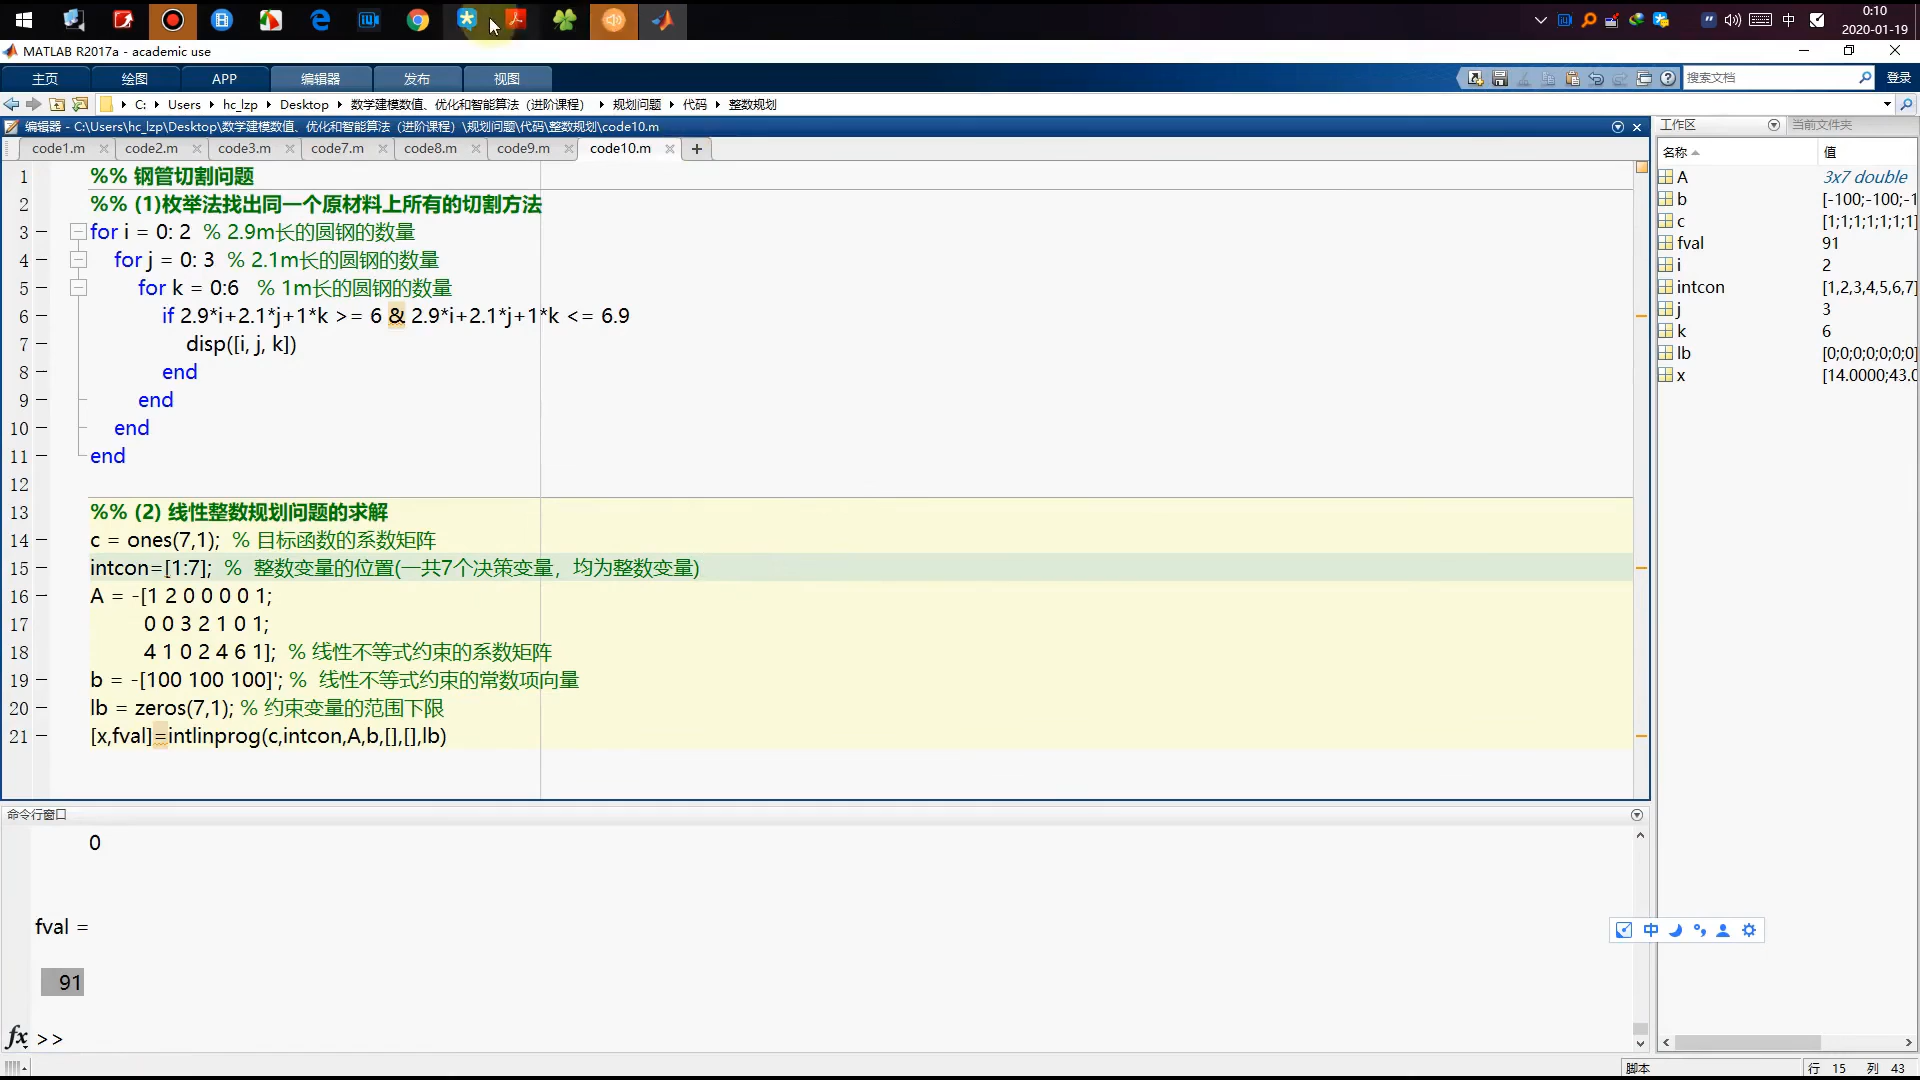 0:10
2020-01-19
中
MATLAB R2017a - academic use
主页 绘图 APP 编辑器 发布 视图
搜索文档
登录
C: Users hc_lzp Desktop 数学建模数值、优化和智能算法（进阶课程） 规划问题 代码 整数规划
编辑器 - C:\Users\hc_lzp\Desktop\数学建模数值、优化和智能算法（进阶课程）\规划问题\代码\整数规划\code10.m
code1.m code2.m code3.m code7.m code8.m code9.m code10.m
1 %% 钢管切割问题
2 %% (1)枚举法找出同一个原材料上所有的切割方法
3 for i = 0: 2 % 2.9m长的圆钢的数量
4 for j = 0: 3 % 2.1m长的圆钢的数量
5 for k = 0:6 % 1m长的圆钢的数量
6 if 2.9*i+2.1*j+1*k >= 6 & 2.9*i+2.1*j+1*k <= 6.9
7 disp([i, j, k])
8 end
9 end
10 end
11 end
12
13 %% (2) 线性整数规划问题的求解
14 c = ones(7,1); % 目标函数的系数矩阵
15 intcon=[1:7]; % 整数变量的位置(一共7个决策变量，均为整数变量)
16 A = -[1 2 0 0 0 0 1;
17 0 0 3 2 1 0 1;
18 4 1 0 2 4 6 1]; % 线性不等式约束的系数矩阵
19 b = -[100 100 100]'; % 线性不等式约束的常数项向量
20 lb = zeros(7,1); % 约束变量的范围下限
21 [x,fval]=intlinprog(c,intcon,A,b,[],[],lb)
命令行窗口
0
fval =
91
fx >>
工作区 当前文件夹
名称 值
A 3x7 double
b [-100;-100;-1
c [1;1;1;1;1;1;1]
fval 91
i 2
intcon [1,2,3,4,5,6,7]
j 3
k 6
lb [0;0;0;0;0;0;0]
x [14.0000;43.0
中
脚本 行 15 列 43